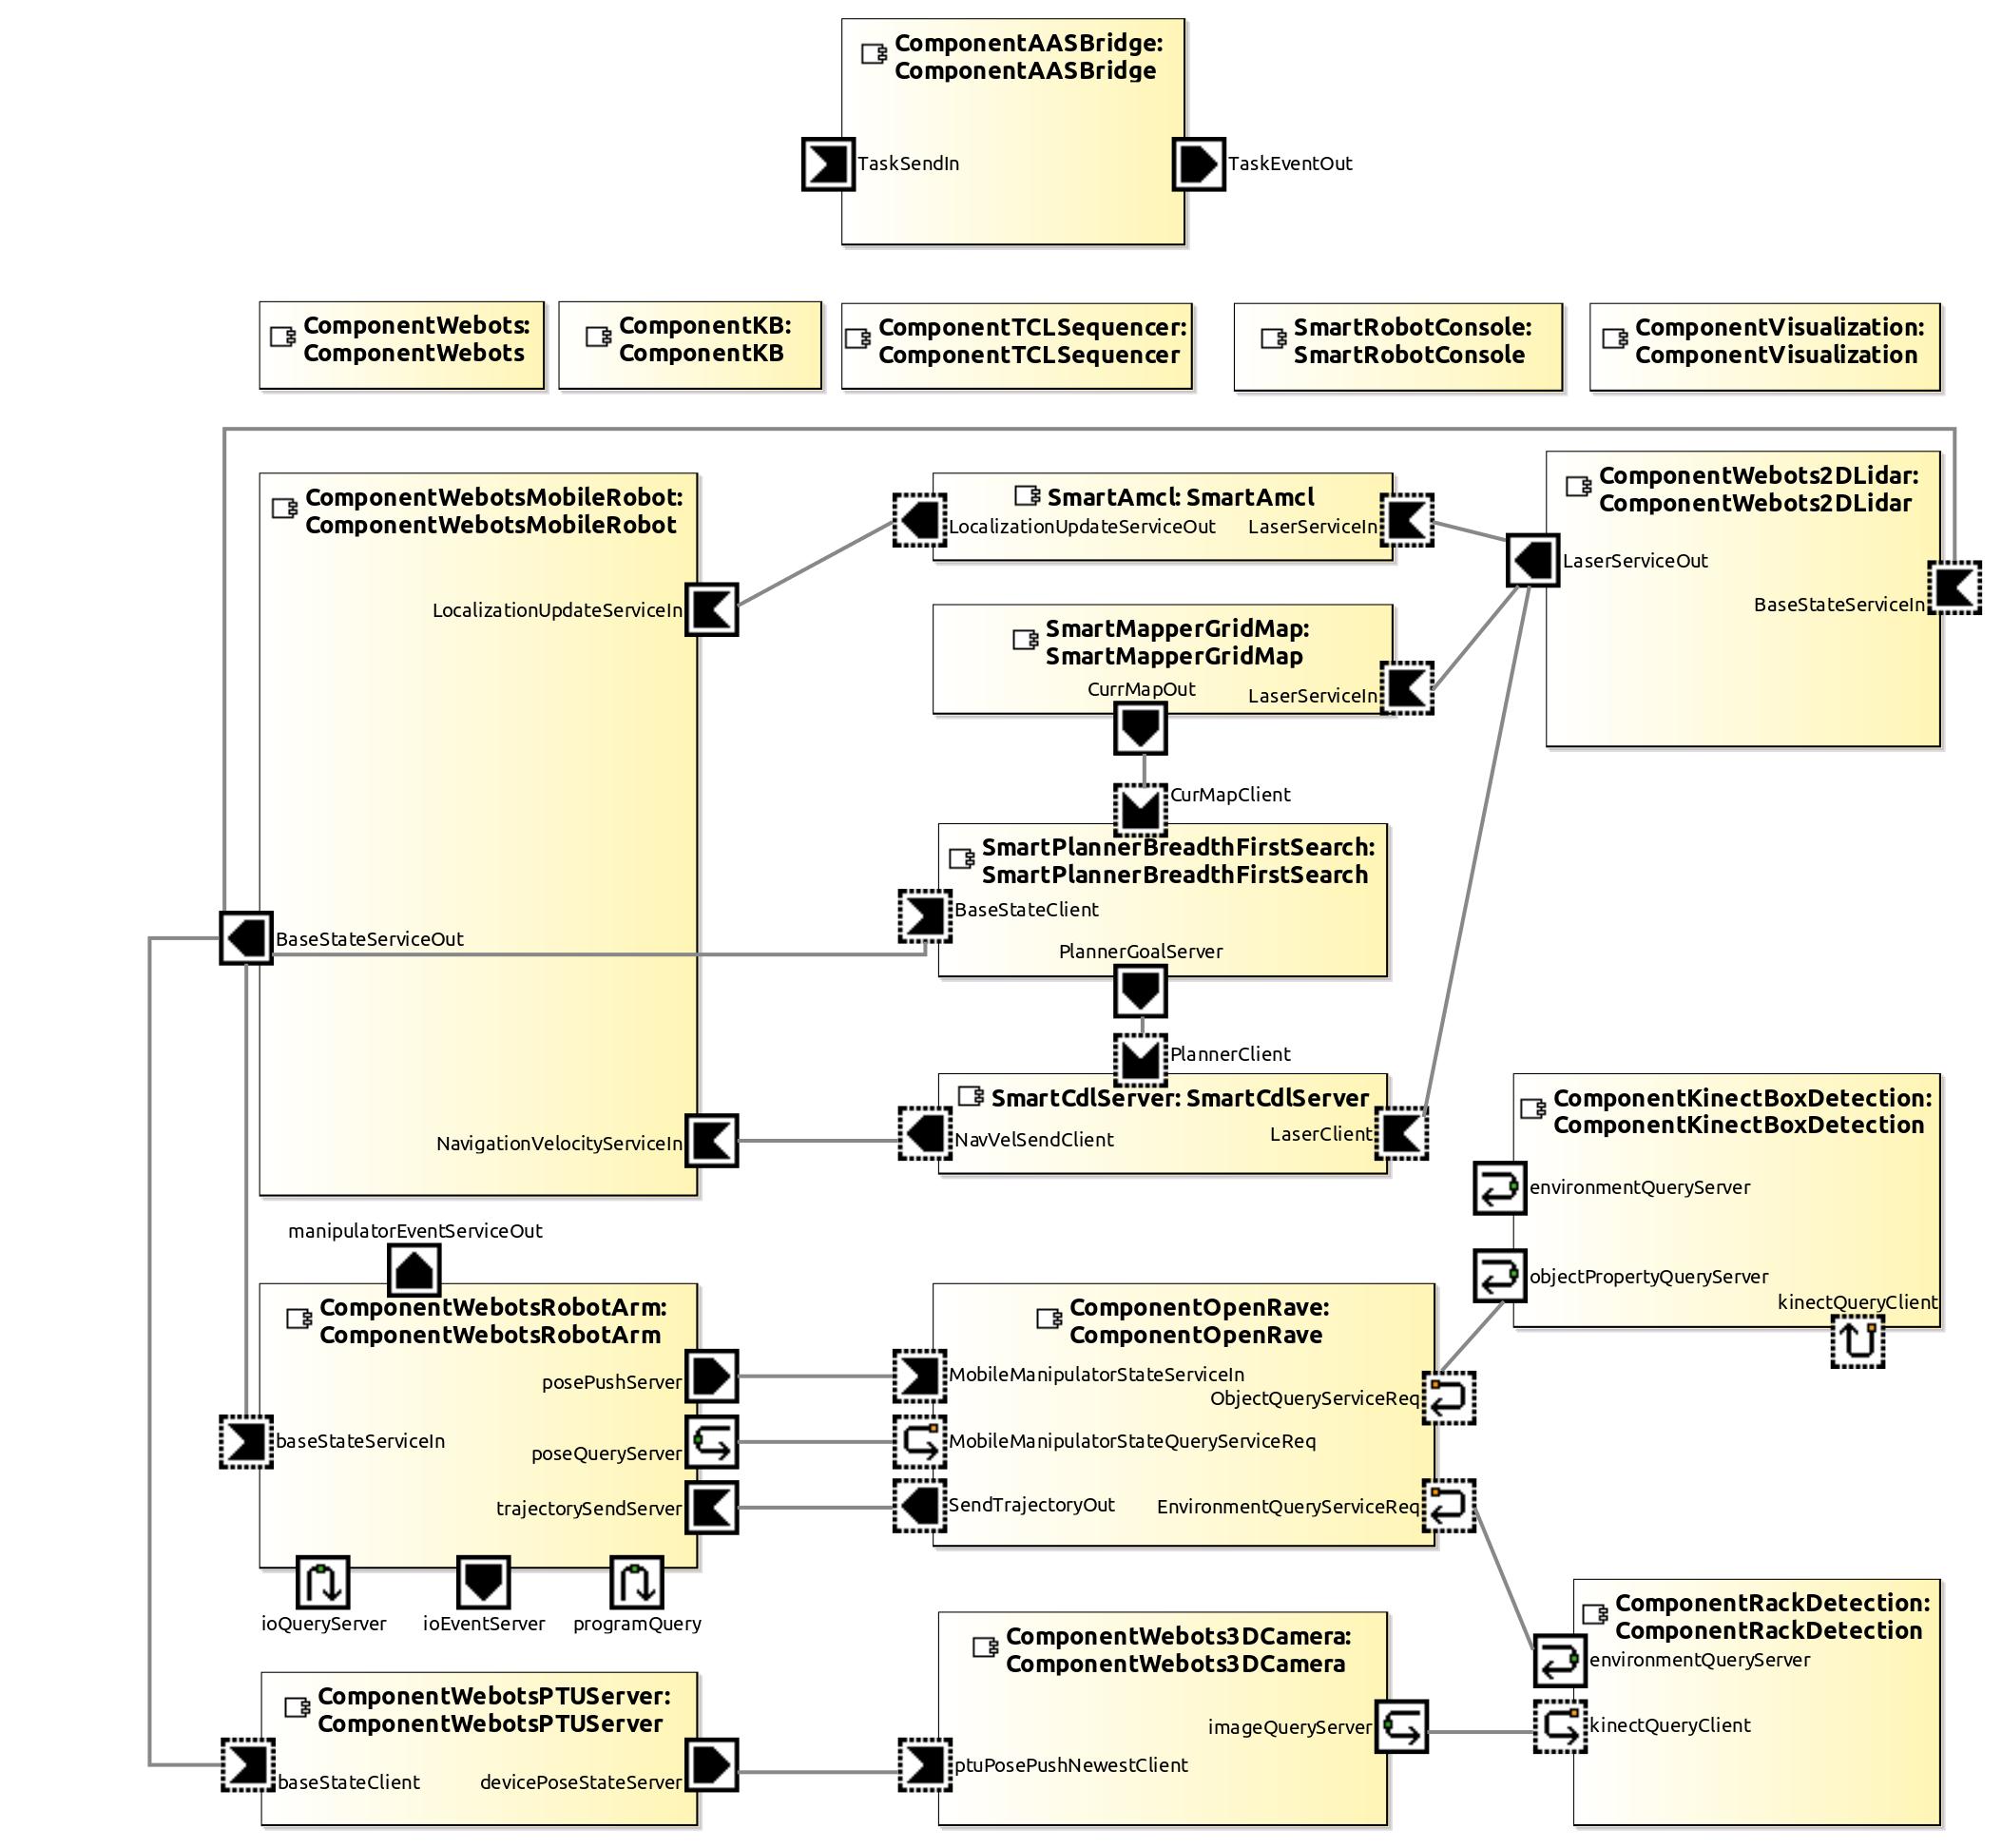 ComponentAASBridge:
ComponentAASBridge
TaskSendIn
TaskEventOut
ComponentWebots:
ComponentWebots
ComponentKB:
ComponentKB
ComponentTCLSequencer:
ComponentTCLSequencer
SmartRobotConsole:
SmartRobotConsole
ComponentVisualization:
ComponentVisualization
ComponentWebotsMobileRobot:
ComponentWebotsMobileRobot
LocalizationUpdateServiceIn
BaseStateServiceOut
NavigationVelocityServiceIn
SmartAmcl: SmartAmcl
LocalizationUpdateServiceOut
LaserServiceIn
ComponentWebots2DLidar:
ComponentWebots2DLidar
LaserServiceOut
BaseStateServiceIn
SmartMapperGridMap:
SmartMapperGridMap
CurrMapOut
LaserServiceIn
CurMapClient
SmartPlannerBreadthFirstSearch:
SmartPlannerBreadthFirstSearch
BaseStateClient
PlannerGoalServer
PlannerClient
SmartCdlServer: SmartCdlServer
NavVelSendClient
LaserClient
ComponentKinectBoxDetection:
ComponentKinectBoxDetection
environmentQueryServer
objectPropertyQueryServer
kinectQueryClient
manipulatorEventServiceOut
ComponentWebotsRobotArm:
ComponentWebotsRobotArm
posePushServer
baseStateServiceIn
poseQueryServer
trajectorySendServer
ioQueryServer
ioEventServer
programQuery
ComponentOpenRave:
ComponentOpenRave
MobileManipulatorStateServiceIn
ObjectQueryServiceReq
MobileManipulatorStateQueryServiceReq
SendTrajectoryOut
EnvironmentQueryServiceReq
ComponentWebotsPTUServer:
ComponentWebotsPTUServer
baseStateClient
devicePoseStateServer
ComponentWebots3DCamera:
ComponentWebots3DCamera
imageQueryServer
ptuPosePushNewestClient
ComponentRackDetection:
ComponentRackDetection
environmentQueryServer
kinectQueryClient